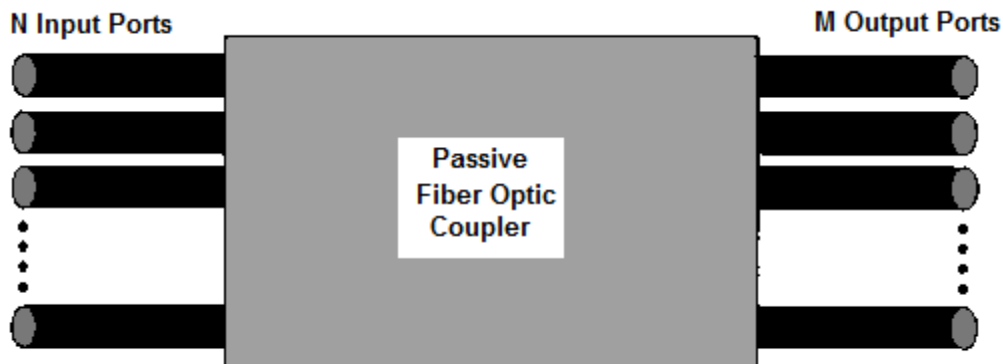 N Input Ports
M Output Ports
Passive
Fiber Optic
Coupler